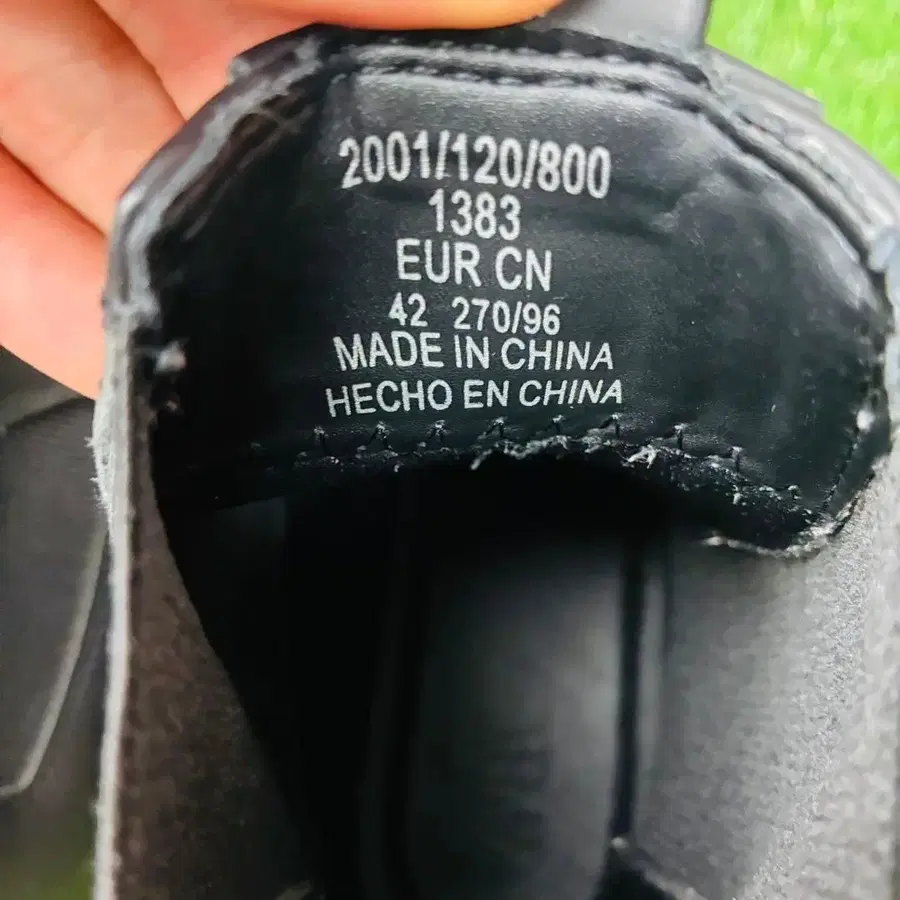 2001/120/800
1383
EUR CN
42 270/96
MADE IN CHINA
HECHO EN CHINA